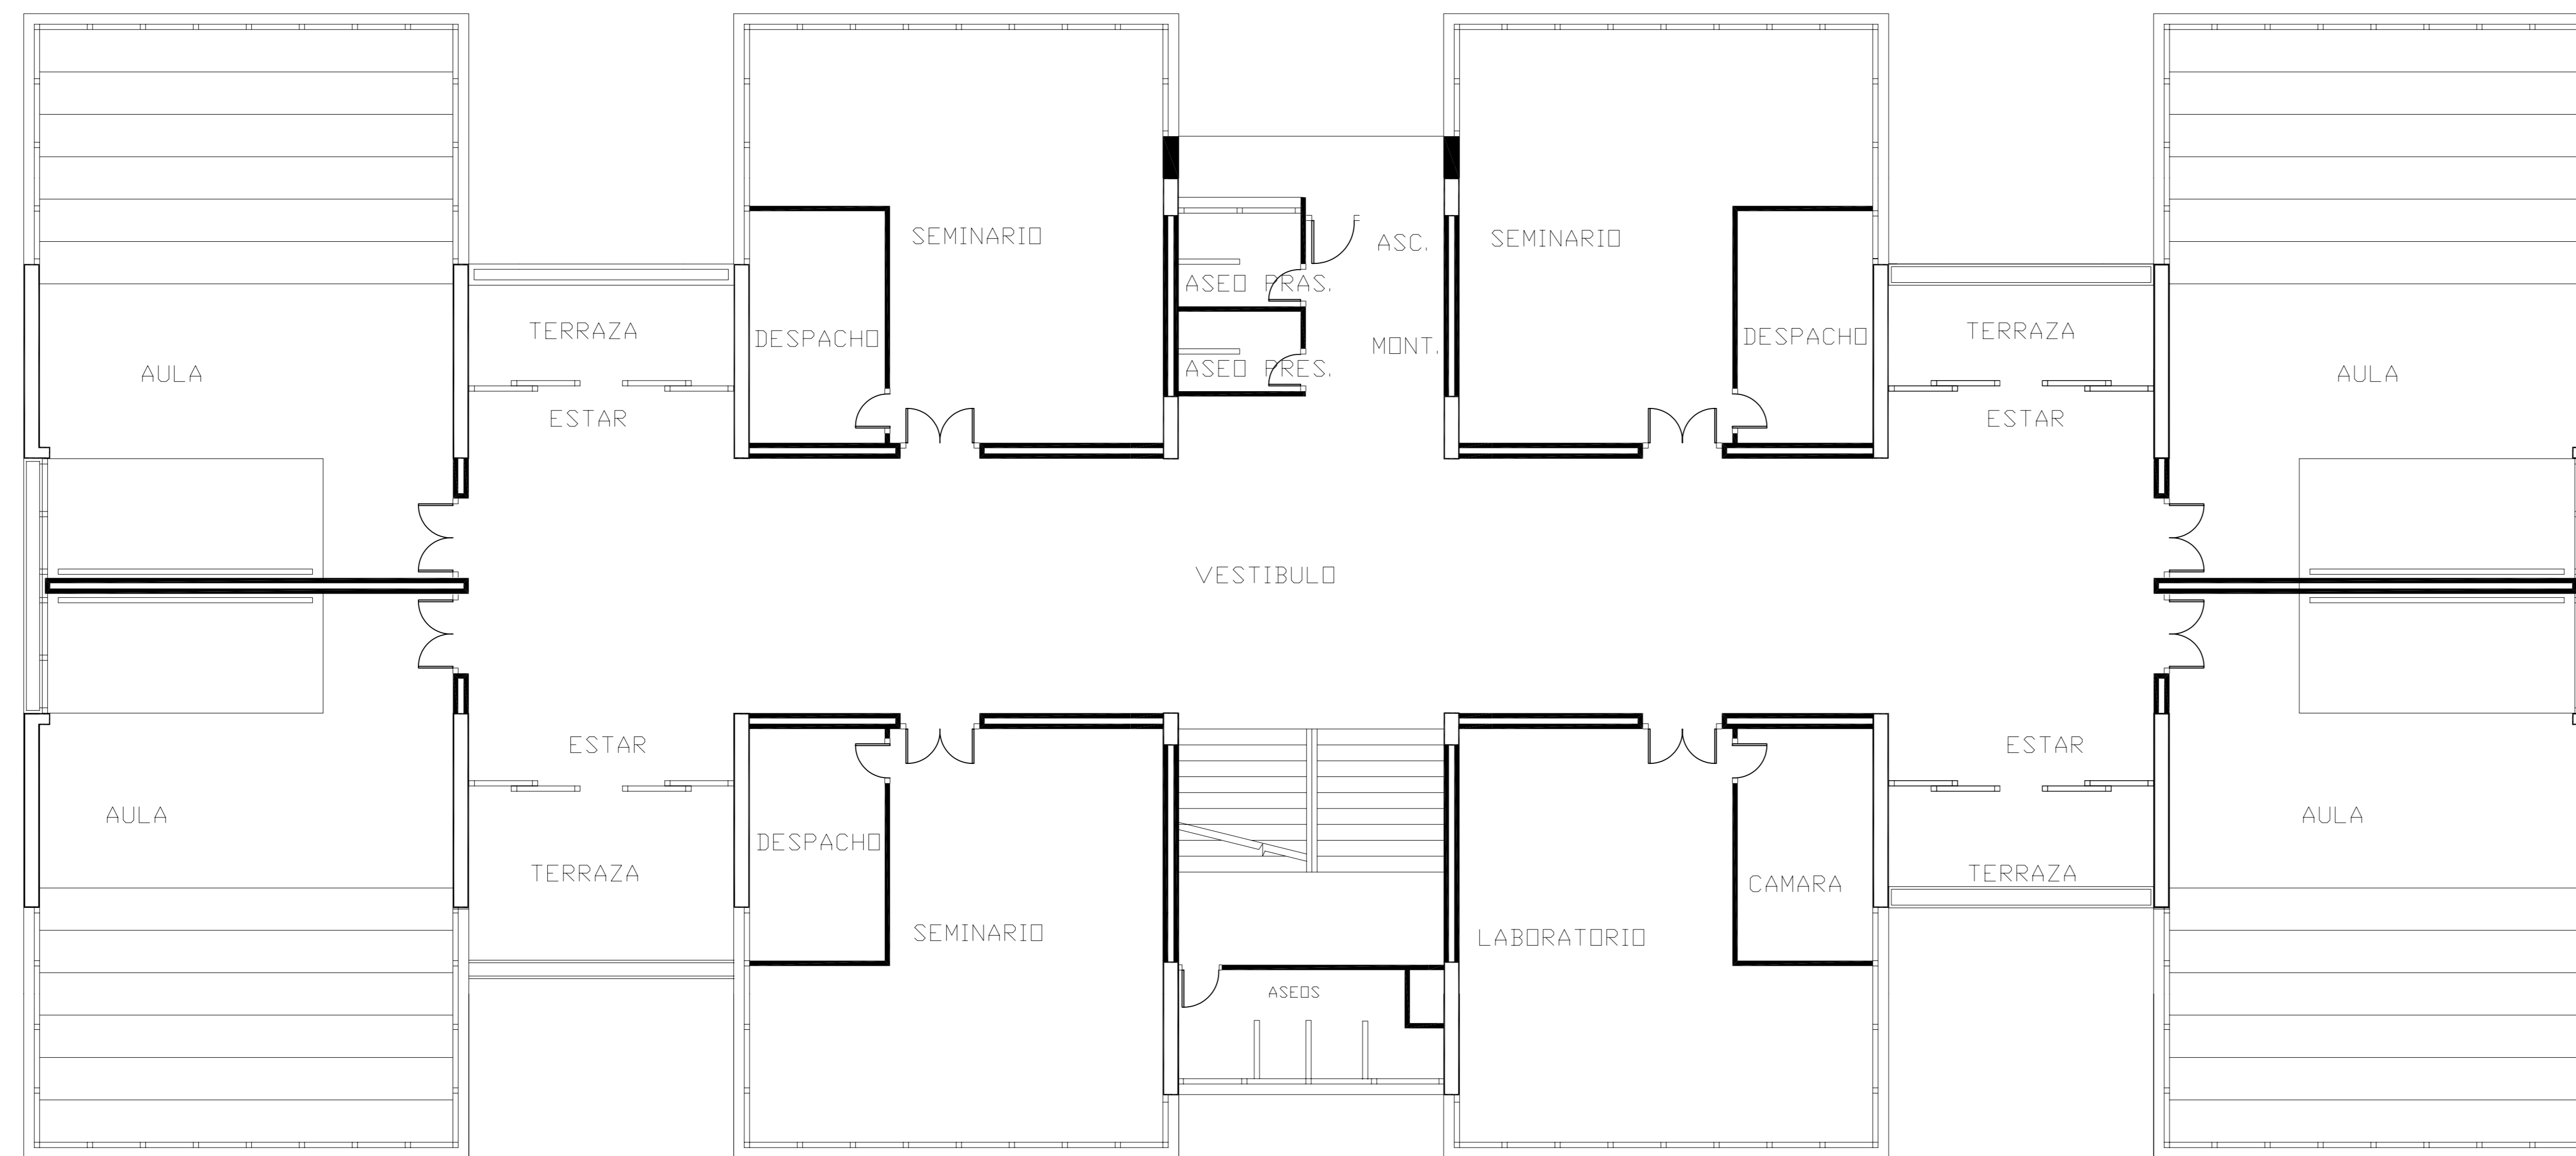 SEMINARIO
SEMINARIO
ASC.
ASEO PRAS.
TERRAZA
DESPACHO
DESPACHO
TERRAZA
MONT.
ASEO PRES.
AULA
AULA
ESTAR
ESTAR
VESTIBULO
ESTAR
ESTAR
AULA
AULA
DESPACHO
TERRAZA
TERRAZA
CAMARA
SEMINARIO
LABORATORIO
ASEOS